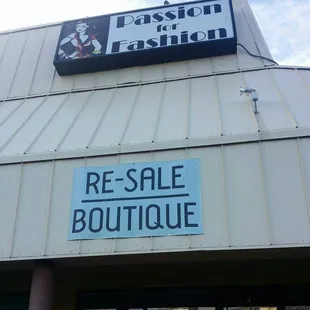 Passion
for
Fashion
RE-SALE
BOUTIQUE